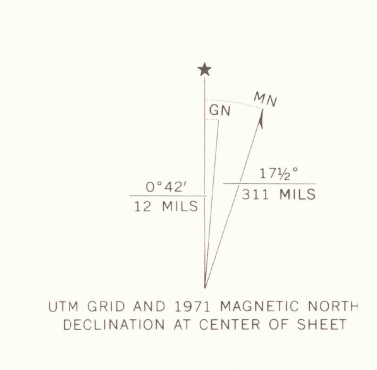 MN
GN
17½°
0°42'
311 MILS
12 MILS
UTM GRID AND 1971 MAGNETIC NORTH
DECLINATION AT CENTER OF SHEET